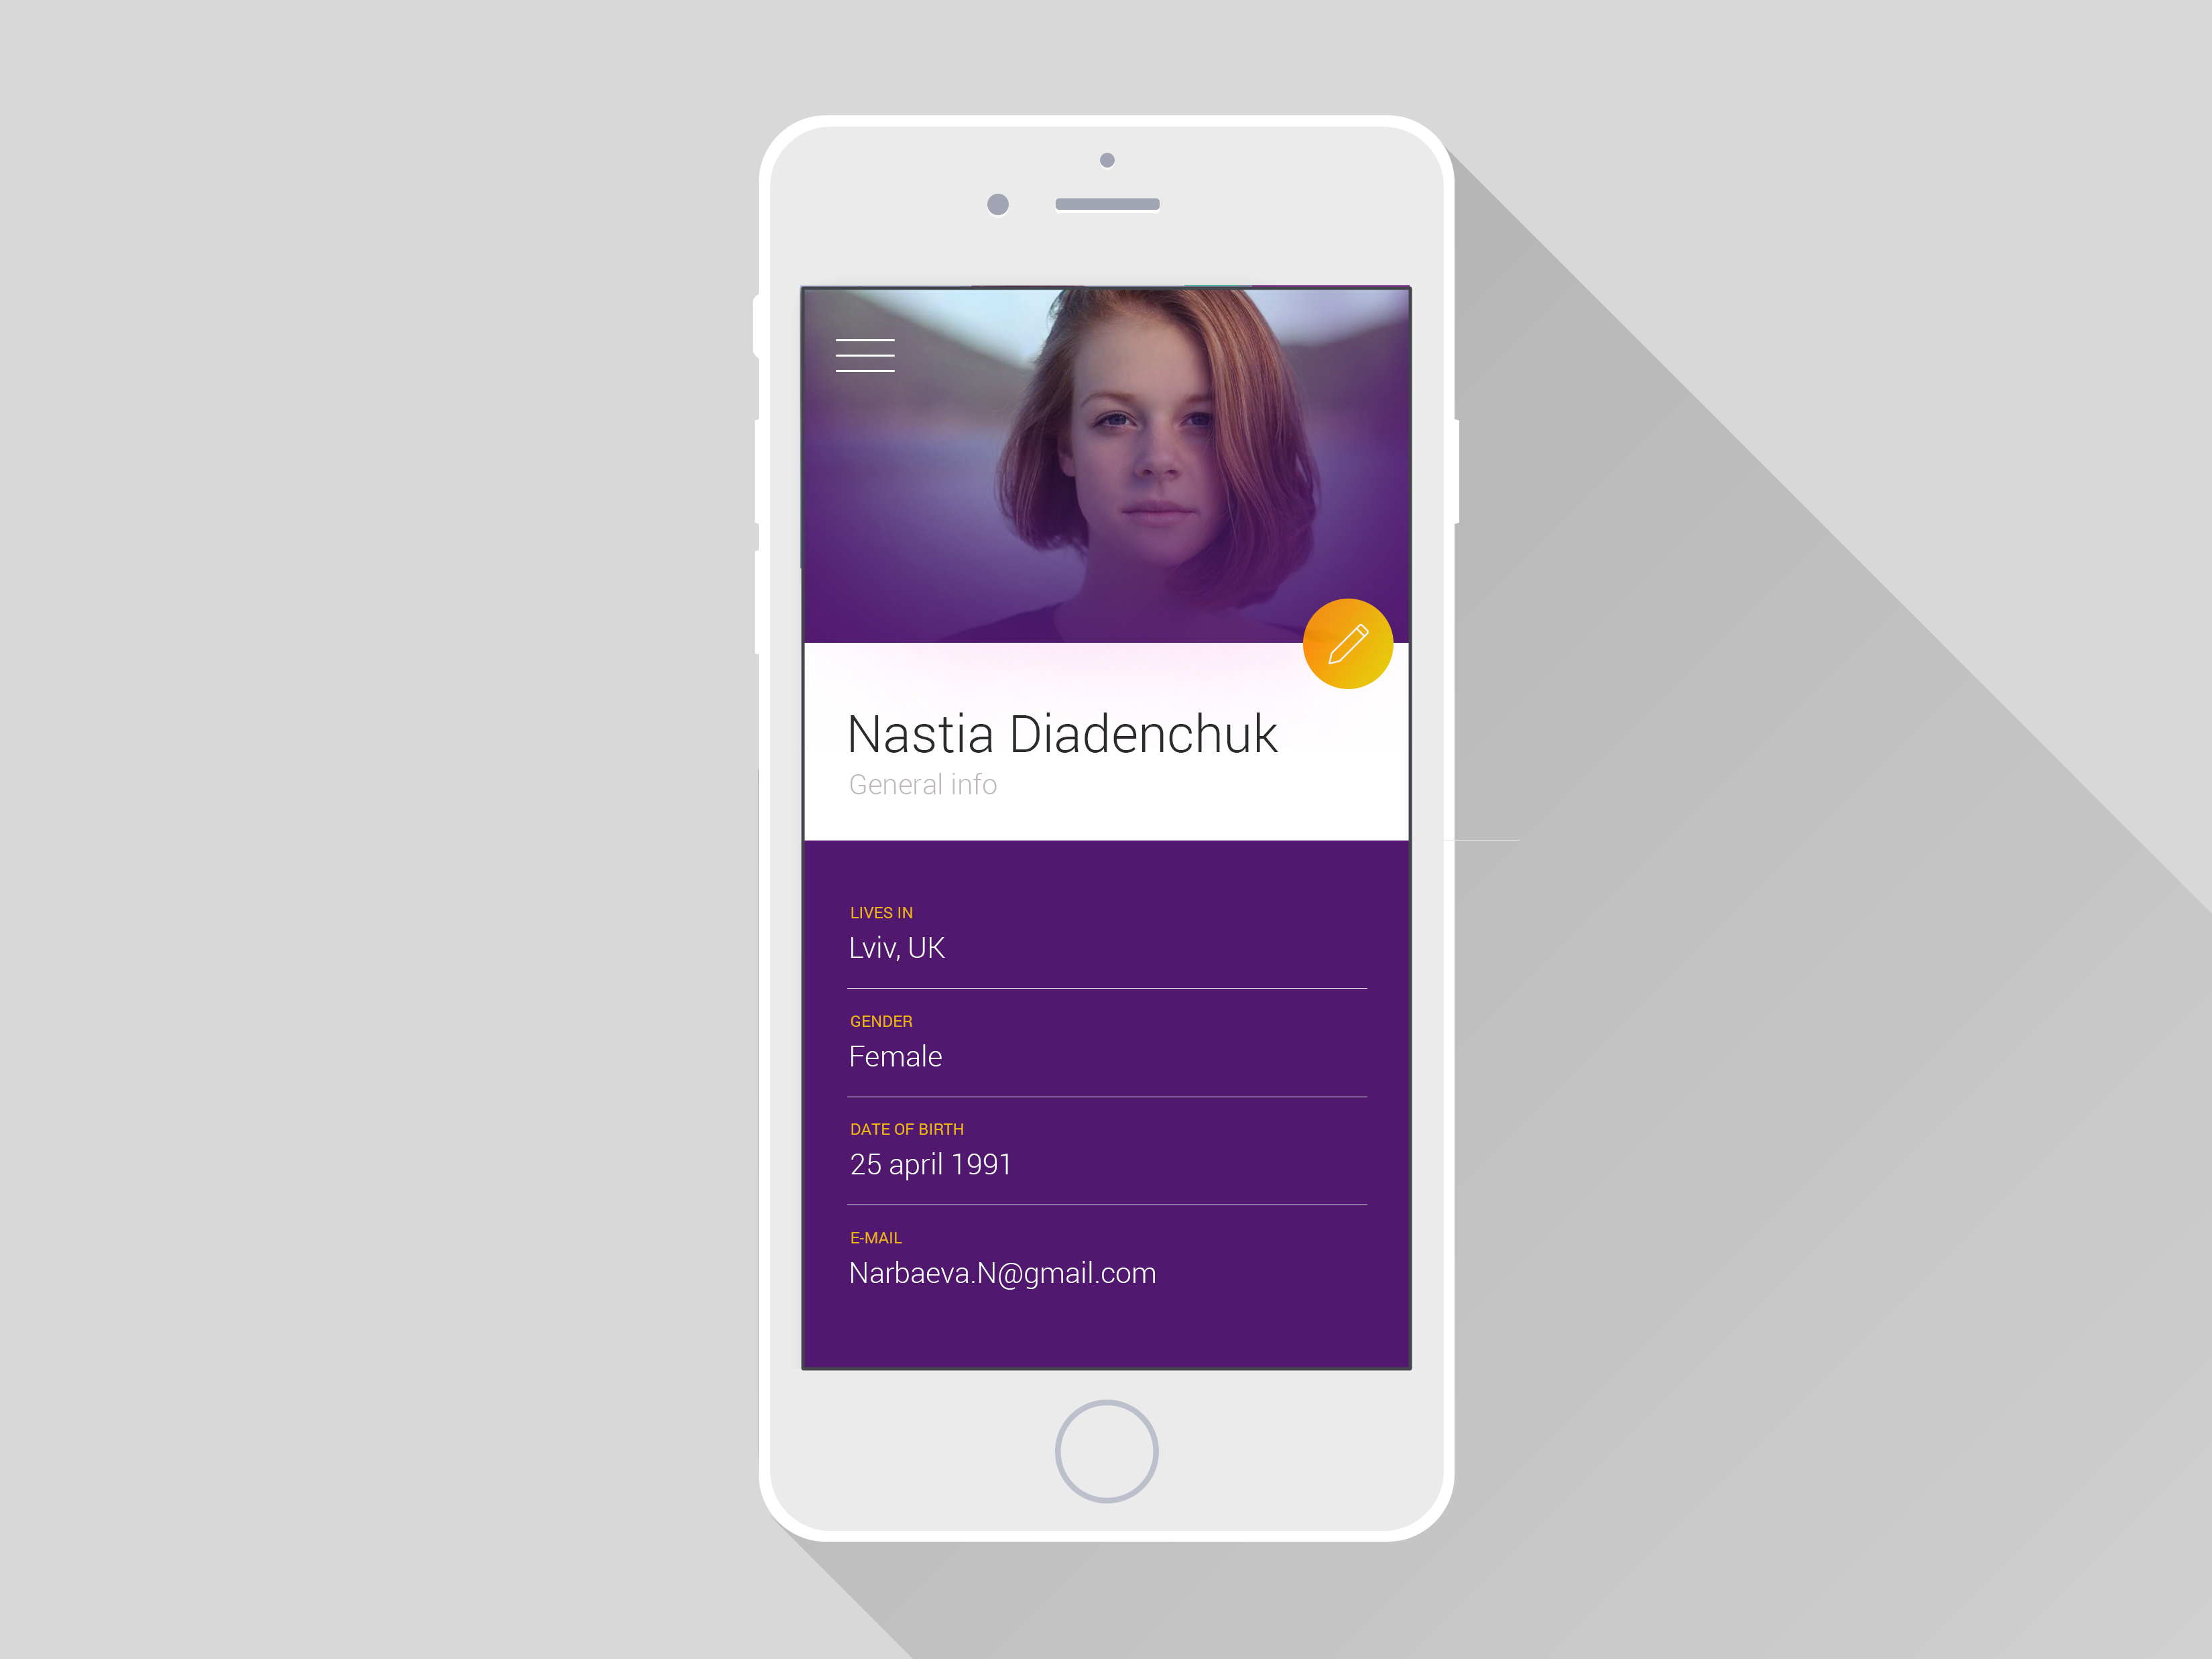 Nastia Diadenchuk
General info
LIVES IN
Lviv, UK
GENDER
Female
DATE OF BIRTH
25 april 1991
E-MAIL
Narbaeva.N@gmail.com